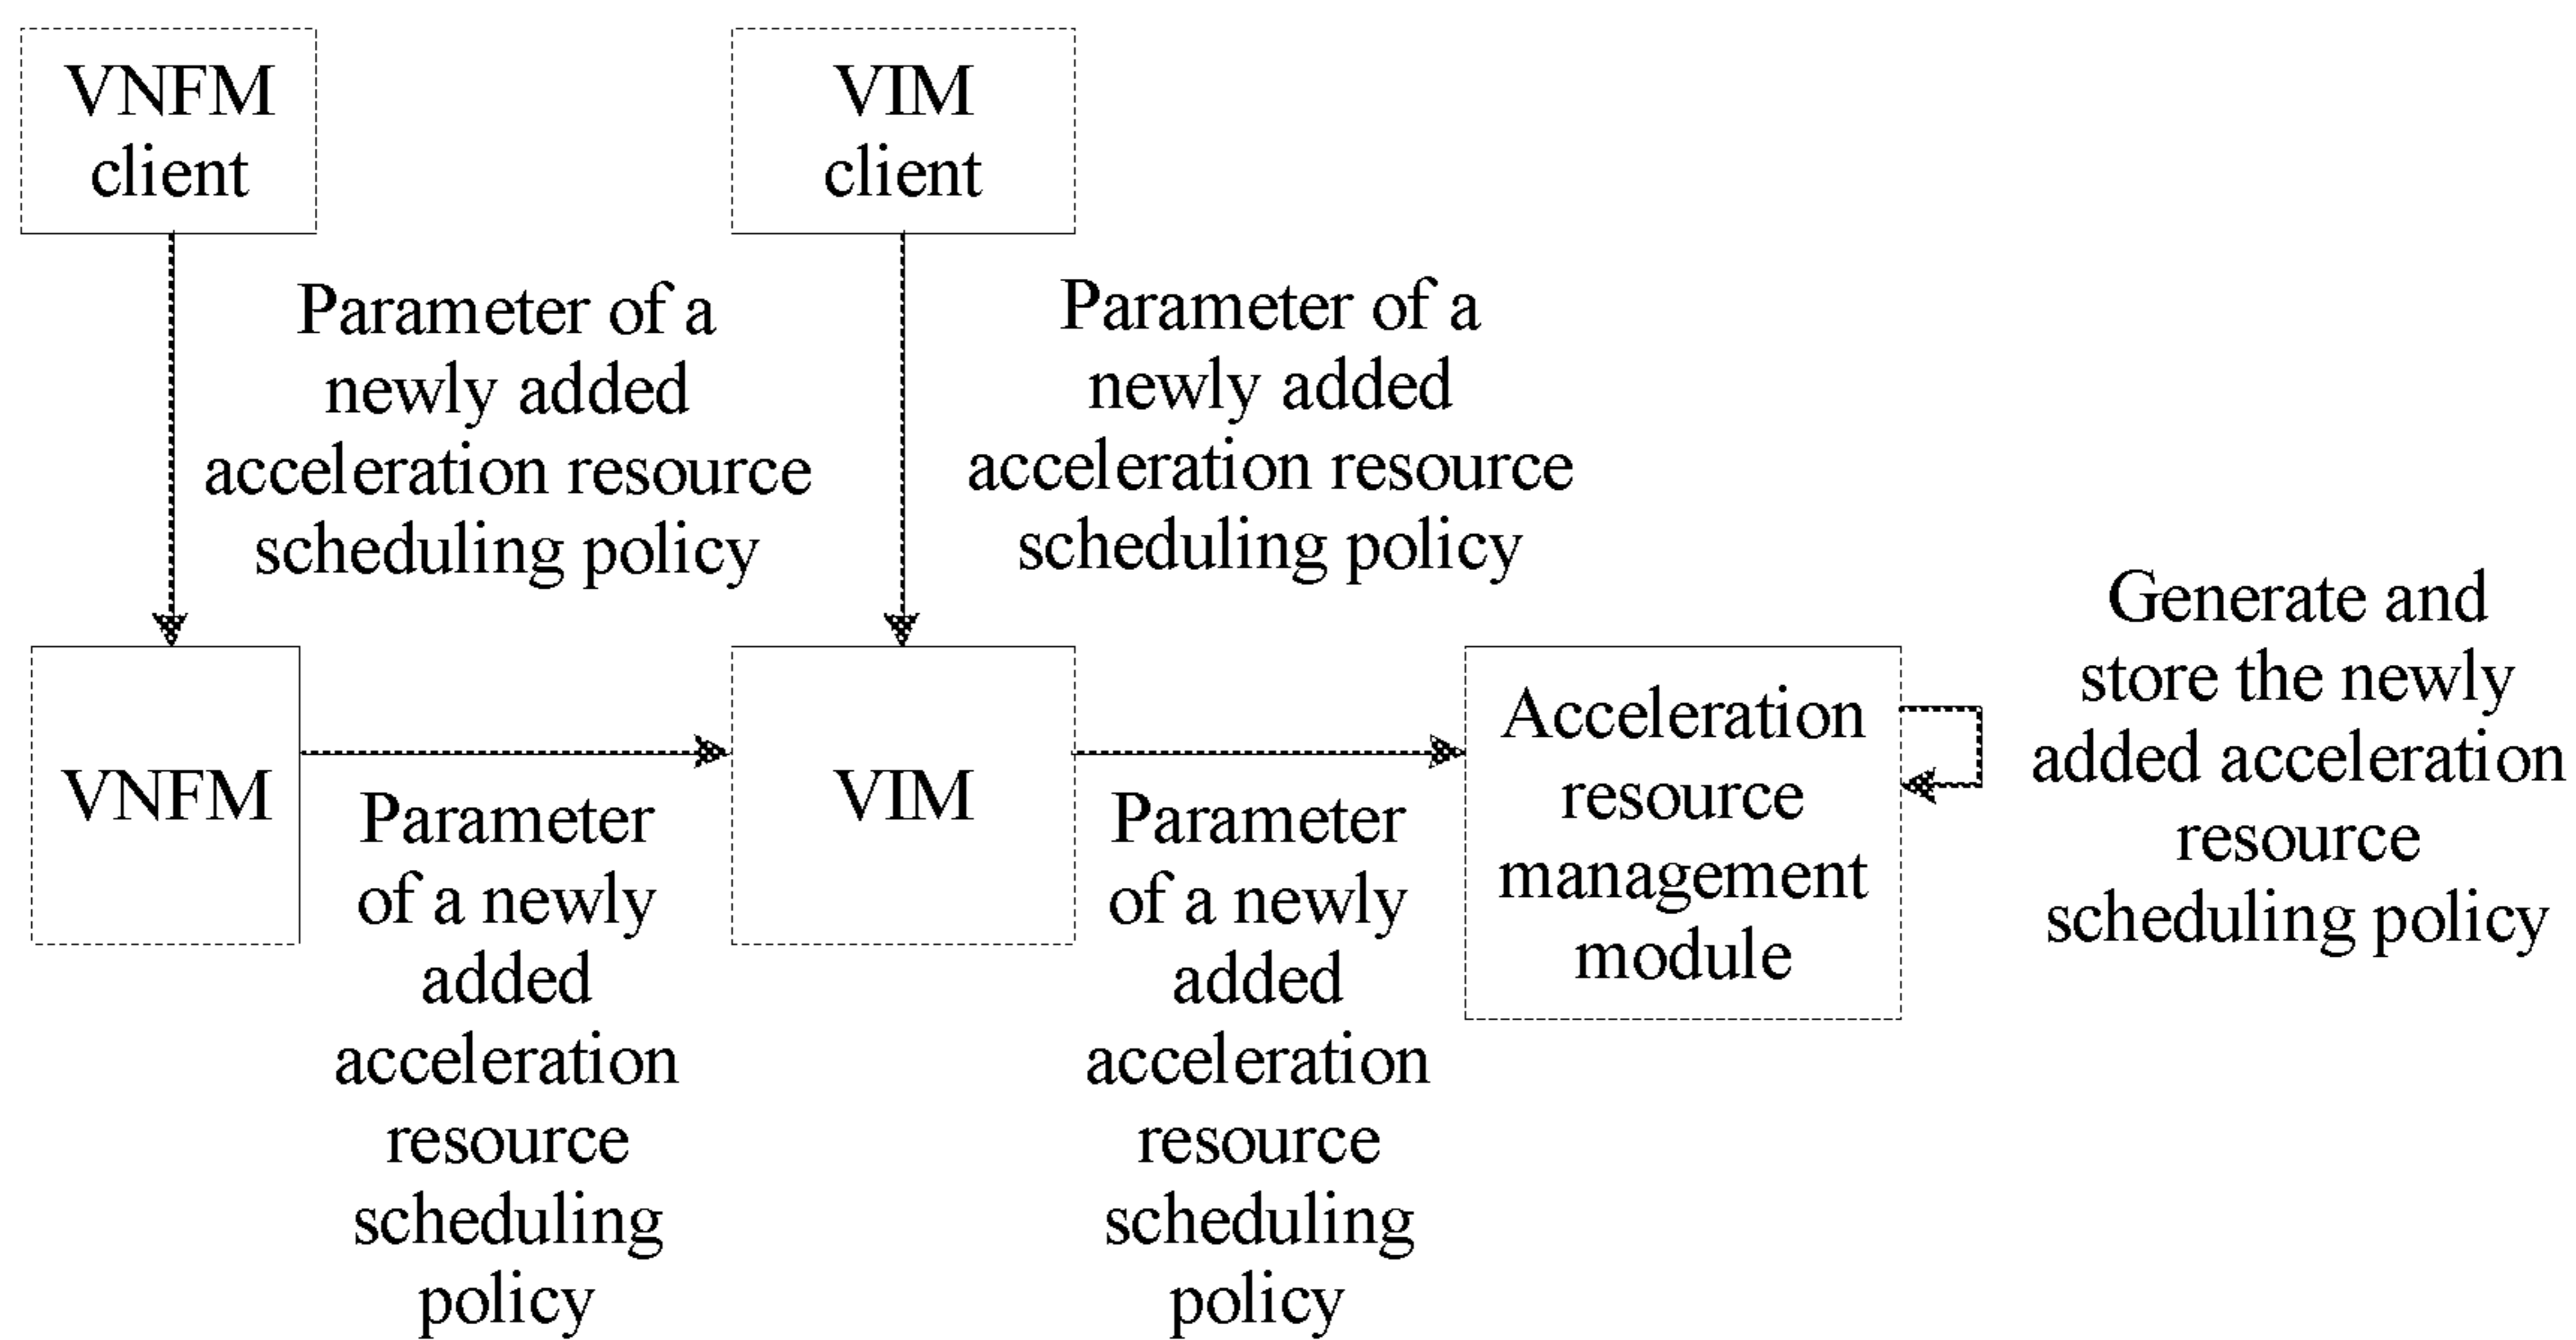 VNFM
client
VIM
client
Parameter of a
newly added
acceleration resource
scheduling policy
Parameter of a
newly added
acceleration resource
scheduling policy
VNFM
Parameter
of a newly
added
acceleration
resource
scheduling
policy
VIM
Parameter
of a newly
added
acceleration
resource
scheduling
policy
Acceleration
resource
management
module
Generate and
store the newly
added acceleration
resource
scheduling policy